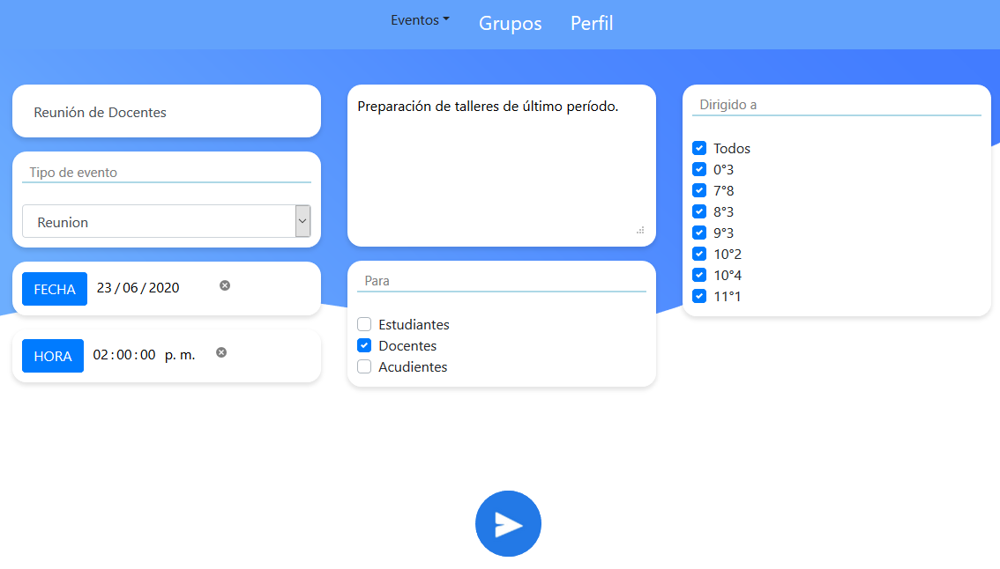 Eventos Grupos Perfil
Reunión de Docentes
Tipo de evento
Reunion
FECHA 23/06/2020
HORA 02:00:00 p. m.
Preparación de talleres de último período.
Para
Estudiantes
Docentes
Acudientes
Dirigido a
Todos
0°3
7°8
8°3
9°3
10°2
10°4
11°1